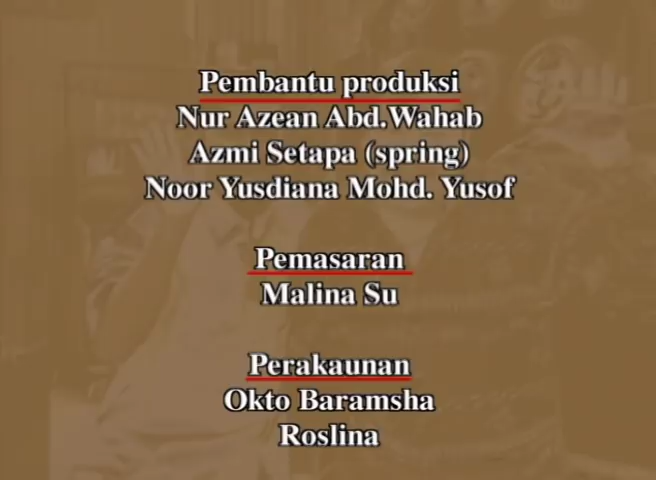 Pembantu produksi
Nur Azean Abd.Wahab
Azmi Setapa (spring)
Noor Yusdiana Mohd. Yusof
Pemasaran
Malina Su
Perakaunan
Okto Baramsha
Roslina